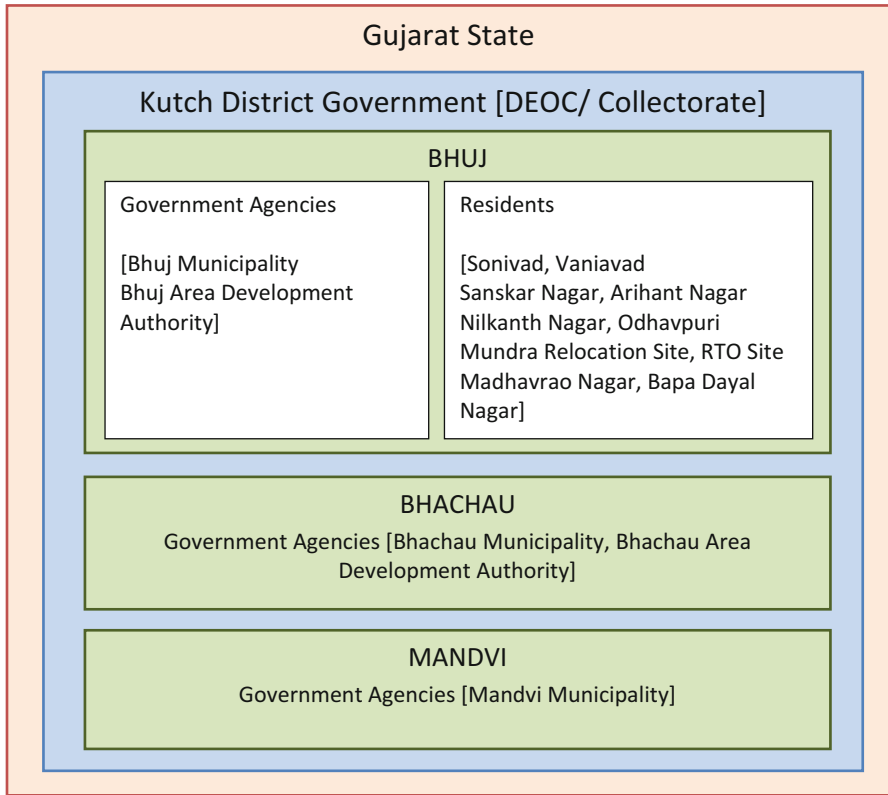 Gujarat State
Kutch District Government [DEOC/ Collectorate]
BHUJ
Government Agencies
[Bhuj Municipality
Bhuj Area Development
Authority]
Residents
[Sonivad, Vaniavad
Sanskar Nagar, Arihant Nagar
Nilkanth Nagar, Odhavpuri
Mundra Relocation Site, RTO Site
Madhavrao Nagar, Bapa Dayal
Nagar]
BHACHAU
Government Agencies [Bhachau Municipality, Bhachau Area
Development Authority]
MANDVI
Government Agencies [Mandvi Municipality]